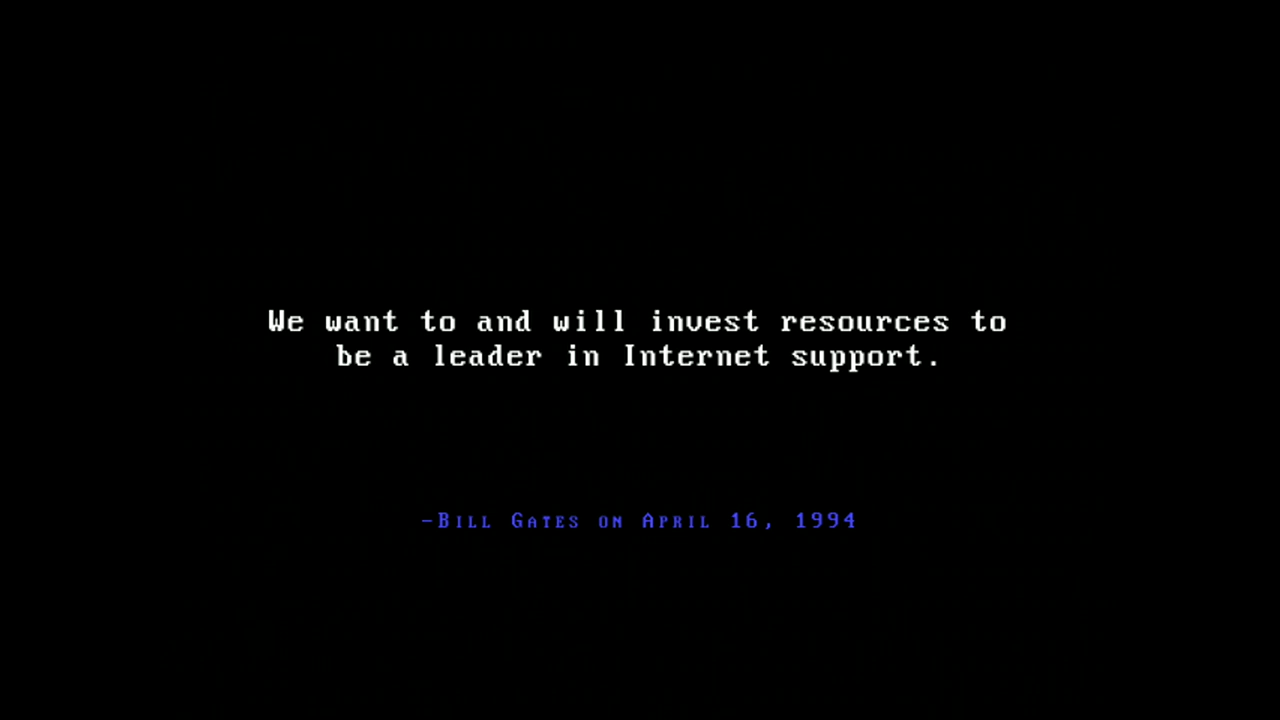 We want to and will invest resources to
be a leader in Internet support.
-Bill Gates on April 16, 1994